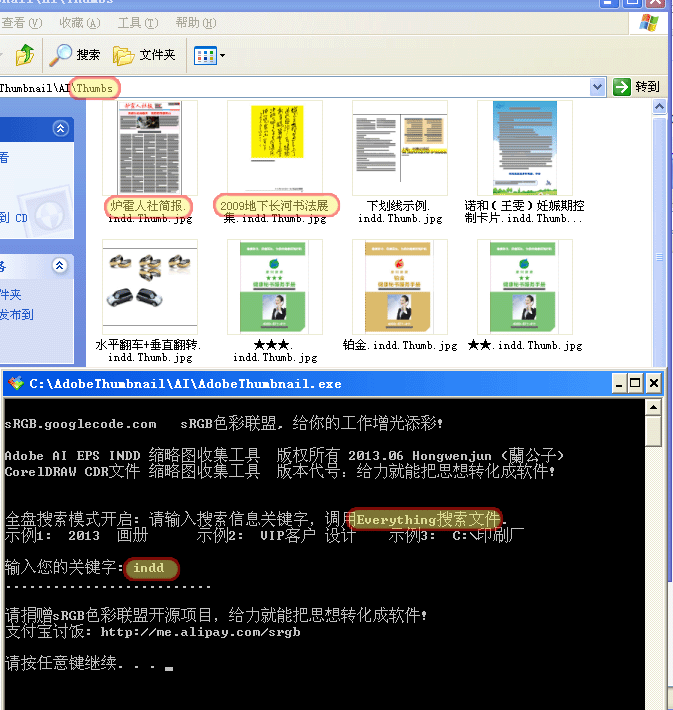 \AI\Thumbs
查看(V) 收藏(A) 工具(T) 帮助(H)
搜索 文件夹
Thumbnail\AI\Thumbs 转到
看
到 CD
务
件夹
发布到
炉霍人社简报.
indd.Thumb.jpg
2009地下长河书法展
集.indd.Thumb.jpg
下划线示例.
indd.Thumb.jpg
诺和(王雯)妊娠期控
制卡片.indd.Thumb...
水平翻车+垂直翻转.
indd.Thumb.jpg
★★★.
indd.Thumb.jpg
铂金.indd.Thumb.jpg
★★.indd.Thumb.jpg
C:\AdobeThumbnail\AI\AdobeThumbnail.exe
sRGB.googlecode.com sRGB色彩联盟，给你的工作增光添彩！
Adobe AI EPS INDD 缩略图收集工具 版权所有 2013.06 Hongwenjun (蘭公子)
CorelDRAW CDR文件 缩略图收集工具 版本代号：给力就能把思想转化成软件！
全盘搜索模式开启：请输入搜索信息关键字，调用Everything搜索文件.
示例1： 2013 画册 示例2： VIP客户 设计 示例3： C:\印刷厂
输入您的关键字：indd
--------------------------
请捐赠sRGB色彩联盟开源项目，给力就能把思想转化成软件！
支付宝讨饭：http://me.alipay.com/srgb
请按任意键继续. . . _